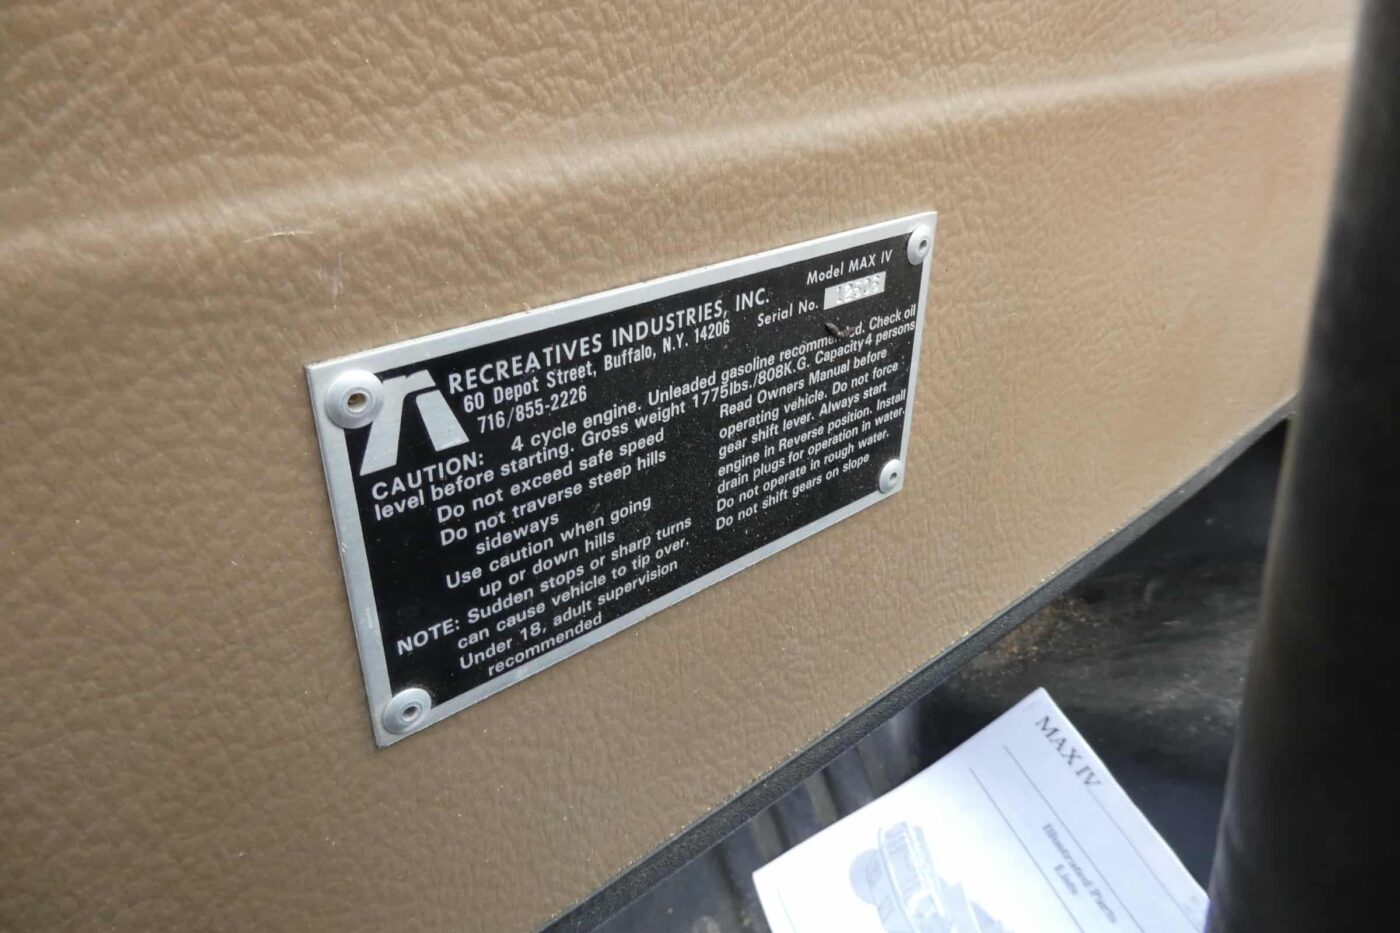 RECREATIVES INDUSTRIES, INC.
60 Depot Street, Buffalo, N.Y. 14206
716/855-2226
Model MAX IV
Serial No.
CAUTION: 4 cycle engine. Unleaded gasoline recommended. Check oil
level before starting. Gross weight 1775lbs./808K.G. Capacity 4 persons
Do not exceed safe speed
Do not traverse steep hills
sideways
Use caution when going
up or down hills
NOTE: Sudden stops or sharp turns
can cause vehicle to tip over.
Under 18, adult supervision
recommended
Read Owners Manual before
operating vehicle. Do not force
gear shift lever. Always start
engine in Reverse position. Install
drain plugs for operation in water.
Do not operate in rough water.
Do not shift gears on slope
MAX IV
Illustrated Parts
Lists